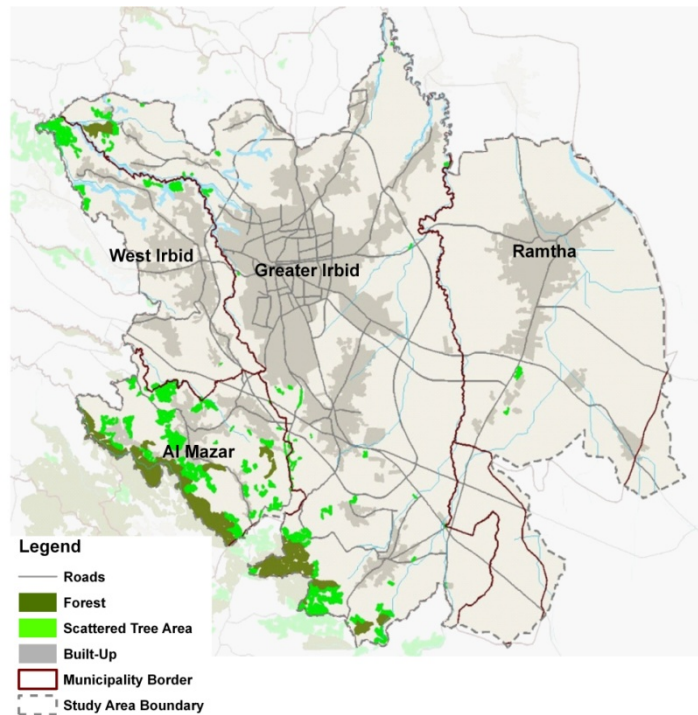 West Irbid
Greater Irbid
Ramtha
Al Mazar
Legend
Roads
Forest
Scattered Tree Area
Built-Up
Municipality Border
Study Area Boundary